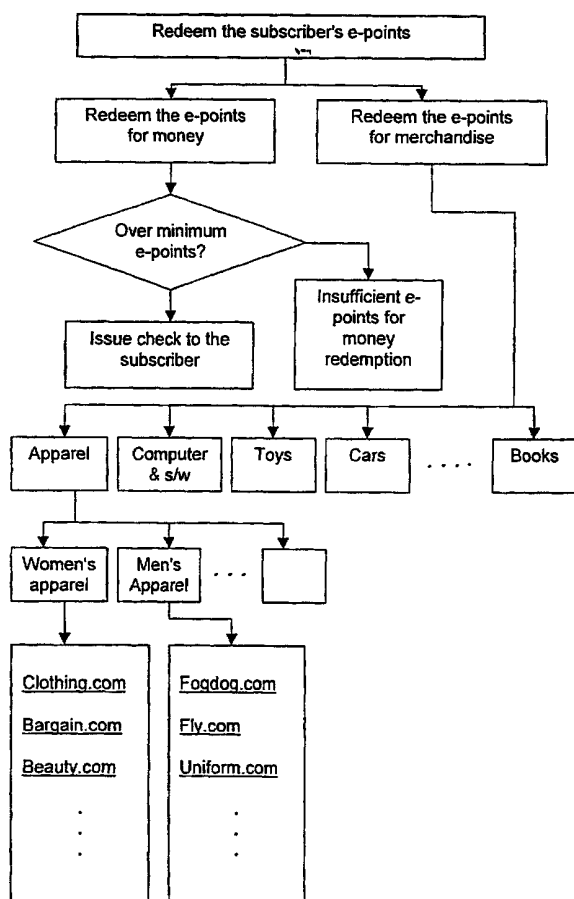 Redeem the subscriber's e-points
Redeem the e-points
for money
Redeem the e-points
for merchandise
Over minimum
e-points?
Insufficient e-
points for
money
redemption
Issue check to the
subscriber
Apparel
Computer
& s/w
Toys
Cars
. . . .
Books
Women's
apparel
Men's
Apparel
. . .
Clothing.com
Bargain.com
Beauty.com
.
.
.
Fogdog.com
Fly.com
Uniform.com
.
.
.